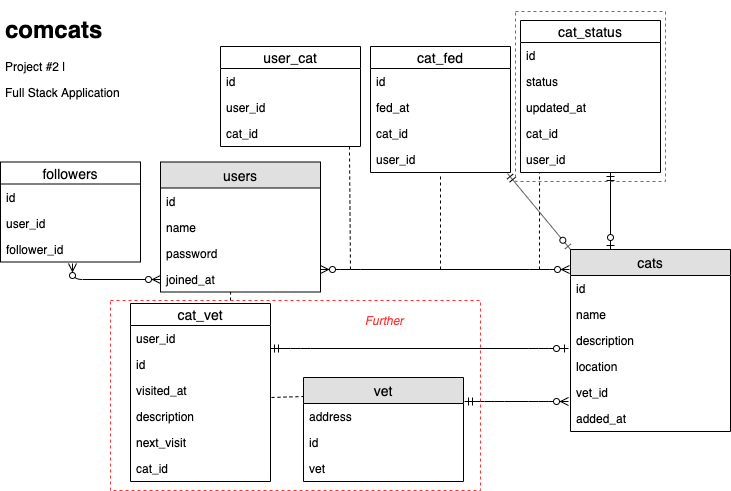 comcats
Project #2 I
Full Stack Application
user_cat
id
user_id
cat_id
cat_fed
id
fed_at
cat_id
user_id
cat_status
id
status
updated_at
cat_id
user_id
followers
id
user_id
follower_id
users
id
name
password
joined_at
cats
id
name
description
location
vet_id
added_at
Further
cat_vet
user_id
id
visited_at
description
next_visit
cat_id
vet
address
id
vet